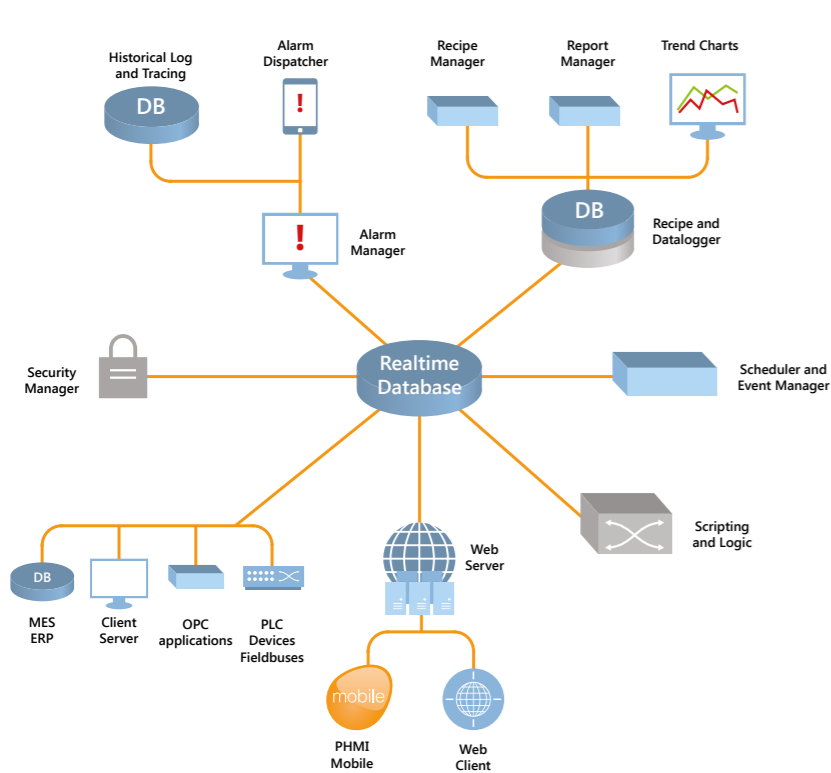 Historical Log
and Tracing
DB
Alarm
Dispatcher
!
Recipe
Manager
Report
Manager
Trend Charts
!
Alarm
Manager
DB
Recipe and
Datalogger
Security
Manager
Realtime
Database
Scheduler and
Event Manager
Scripting
and Logic
Web
Server
DB
MES
ERP
Client
Server
OPC
applications
PLC
Devices
Fieldbuses
mobile
PHMI
Mobile
Web
Client